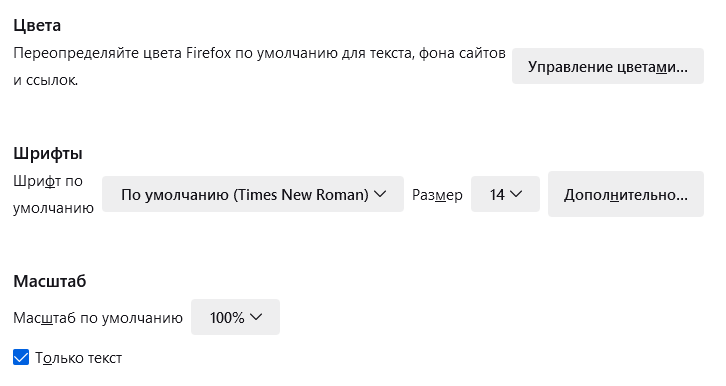 Цвета
Переопределяйте цвета Firefox по умолчанию для текста, фона сайтов
и ссылок.
Управление цветами...
Шрифты
Шрифт по
умолчанию
По умолчанию (Times New Roman)
Размер
14
Дополнительно...
Масштаб
Масштаб по умолчанию
100%
Только текст